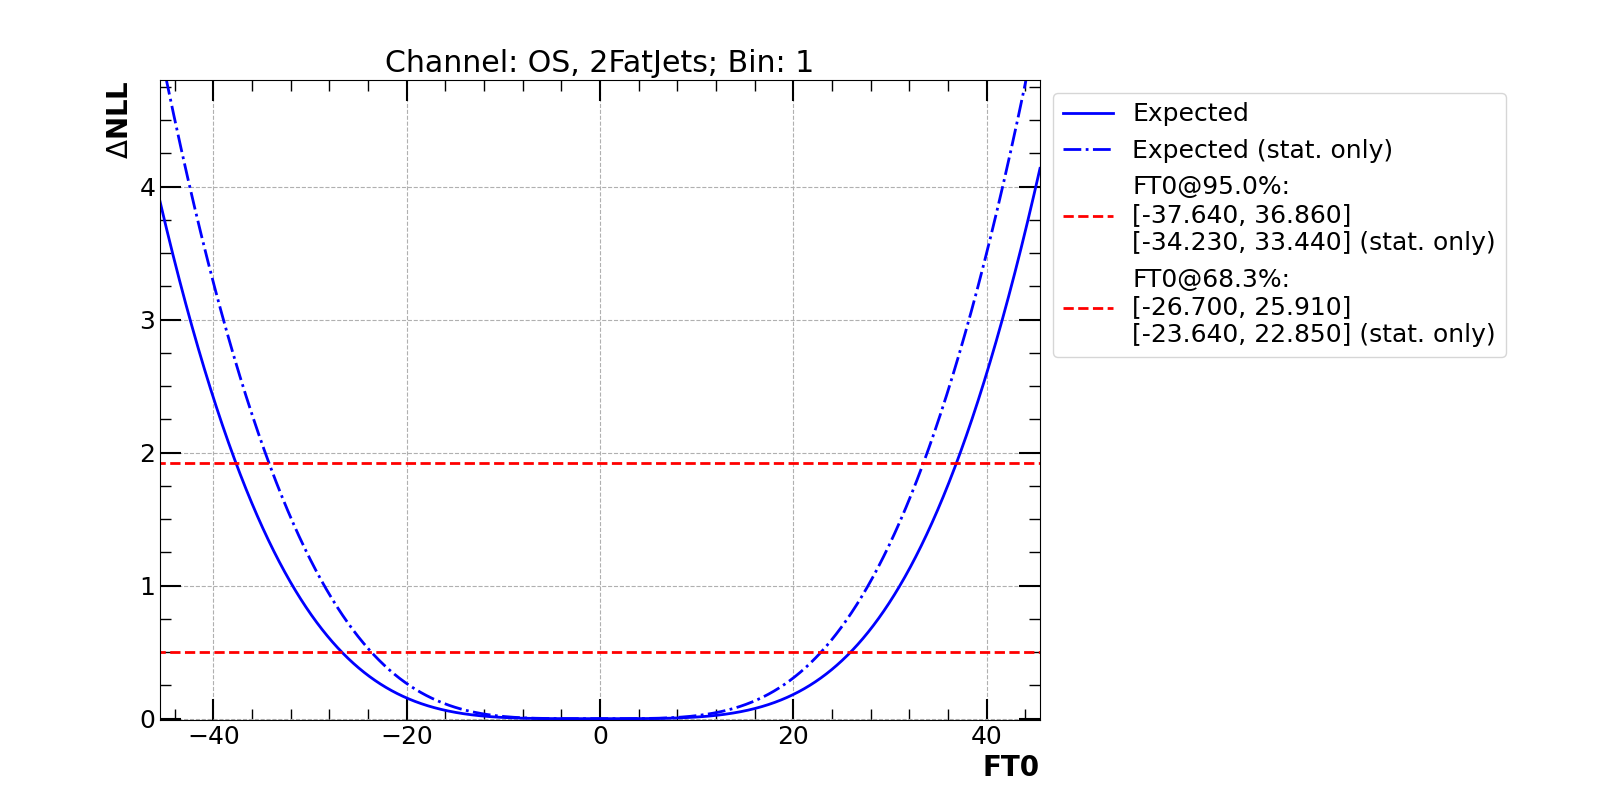 Channel: OS, 2FatJets; Bin: 1
ΔNLL
4
3
2
1
0
−40
−20
0
20
40
FT0
Expected
Expected (stat. only)
FT0@95.0%:
[-37.640, 36.860]
[-34.230, 33.440] (stat. only)
FT0@68.3%:
[-26.700, 25.910]
[-23.640, 22.850] (stat. only)